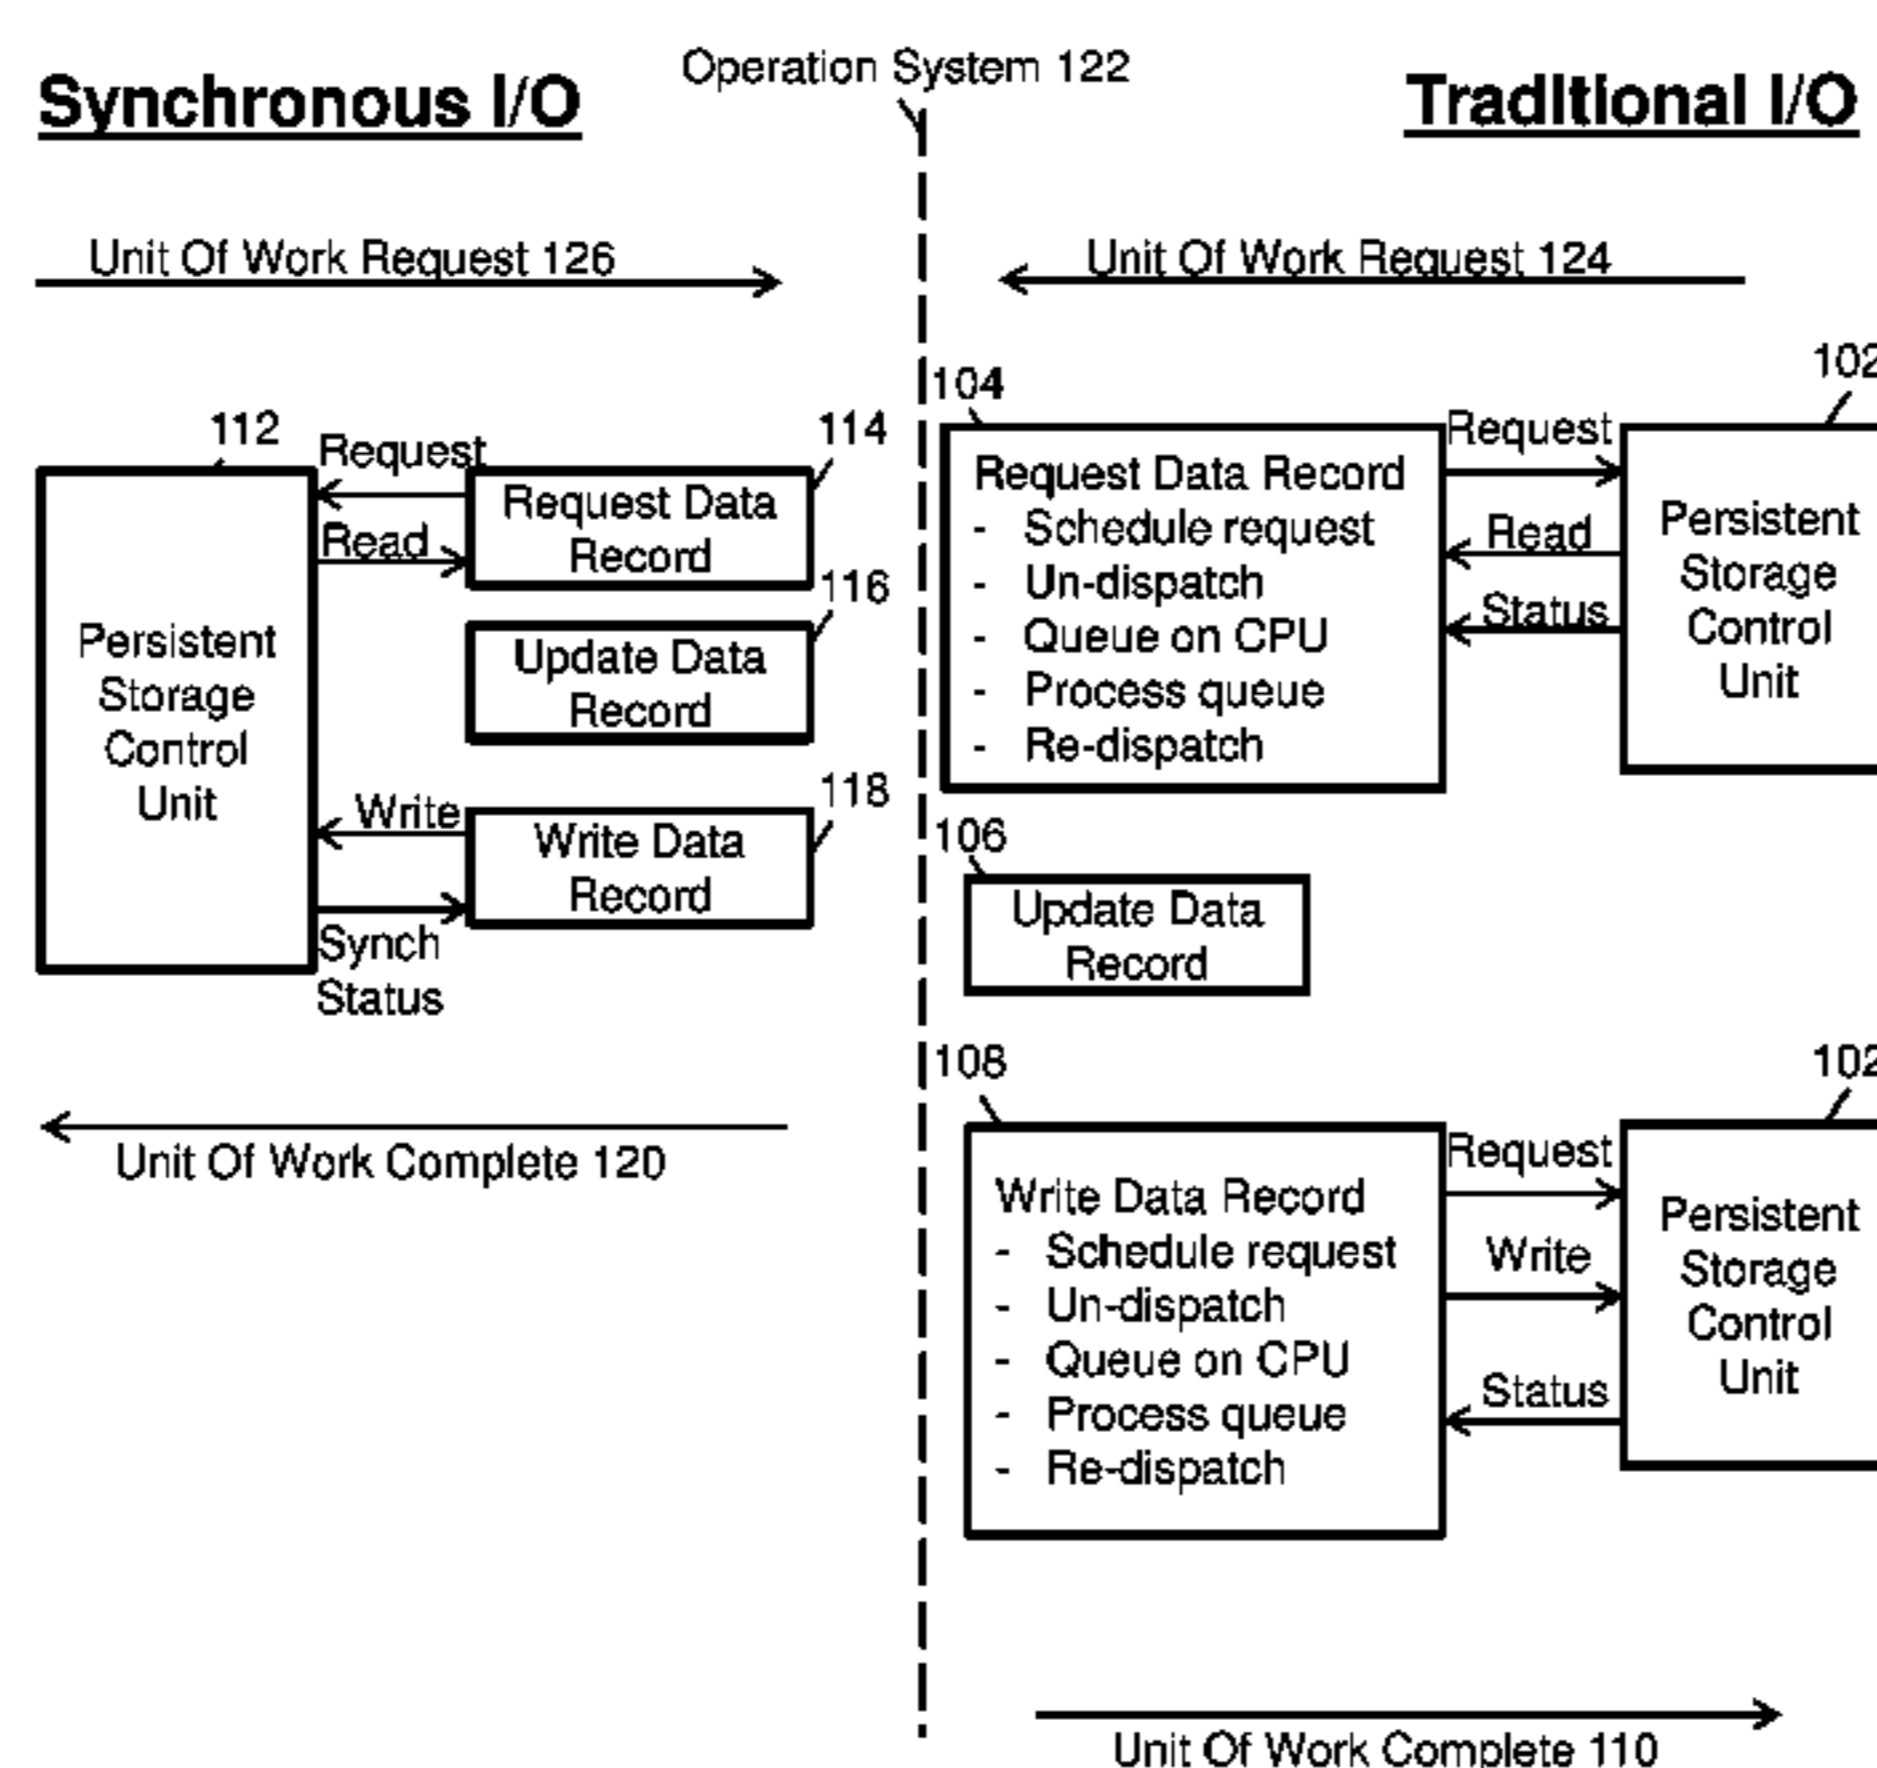 Operation System 122
Synchronous I/O
Traditional I/O
Unit Of Work Request 126
Unit Of Work Request 124
112
Request
Read
114
Request Data
Record
116
Update Data
Record
118
Write
Write Data
Record
Synch
Status
Persistent
Storage
Control
Unit
Unit Of Work Complete 120
104
Request Data Record
- Schedule request
- Un-dispatch
- Queue on CPU
- Process queue
- Re-dispatch
Request
Read
Status
102
Persistent
Storage
Control
Unit
106
Update Data
Record
108
Write Data Record
- Schedule request
- Un-dispatch
- Queue on CPU
- Process queue
- Re-dispatch
Request
Write
Status
102
Persistent
Storage
Control
Unit
Unit Of Work Complete 110